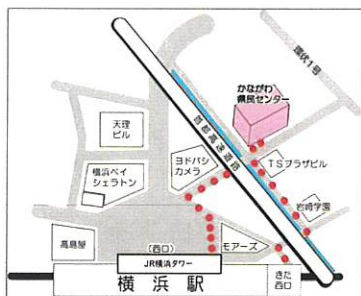 環状1号
かながわ
県民センター
首都高速道路
天理
ビル
ヨドバシ
カメラ
TSプラザビル
横浜ベイ
シェラトン
岩崎学園
高島屋
(西口)
モアーズ
JR横浜タワー
きた
西口
横浜駅